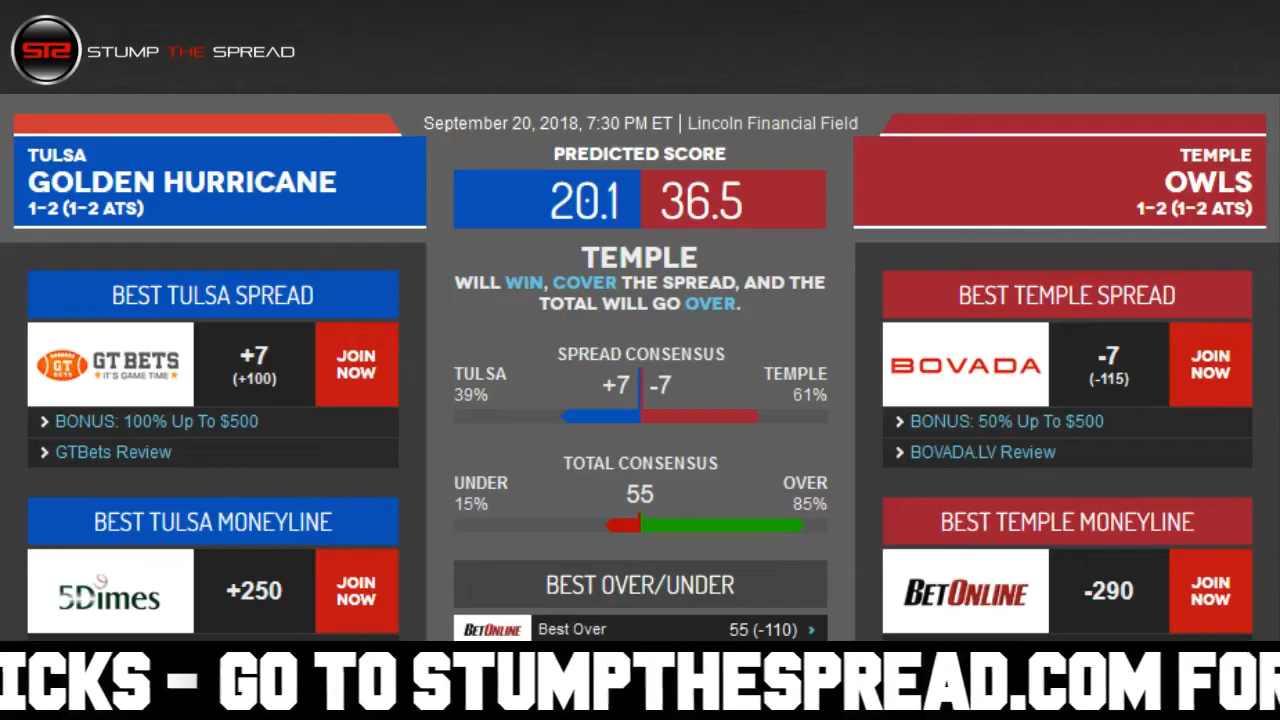 STS STUMP THE SPREAD
September 20, 2018, 7:30 PM ET | Lincoln Financial Field
TULSA
GOLDEN HURRICANE
1-2 (1-2 ATS)
PREDICTED SCORE
20.1 36.5
TEMPLE
OWLS
1-2 (1-2 ATS)
TEMPLE
WILL WIN, COVER THE SPREAD, AND THE
TOTAL WILL GO OVER.
BEST TULSA SPREAD
GT BETS
GT BETS
IT'S GAME TIME
+7
(+100)
JOIN
NOW
BONUS: 100% Up To $500
GTBets Review
BEST TULSA MONEYLINE
5Dimes
+250
JOIN
NOW
SPREAD CONSENSUS
TULSA
39%
+7 -7
TEMPLE
61%
TOTAL CONSENSUS
UNDER
15%
55
OVER
85%
BEST OVER/UNDER
BETONLINE Best Over 55 (-110)
BEST TEMPLE SPREAD
BOVADA
-7
(-115)
JOIN
NOW
BONUS: 50% Up To $500
BOVADA.LV Review
BEST TEMPLE MONEYLINE
BETONLINE
-290
JOIN
NOW
ICKS - GO TO STUMPTHESPREAD.COM FOR